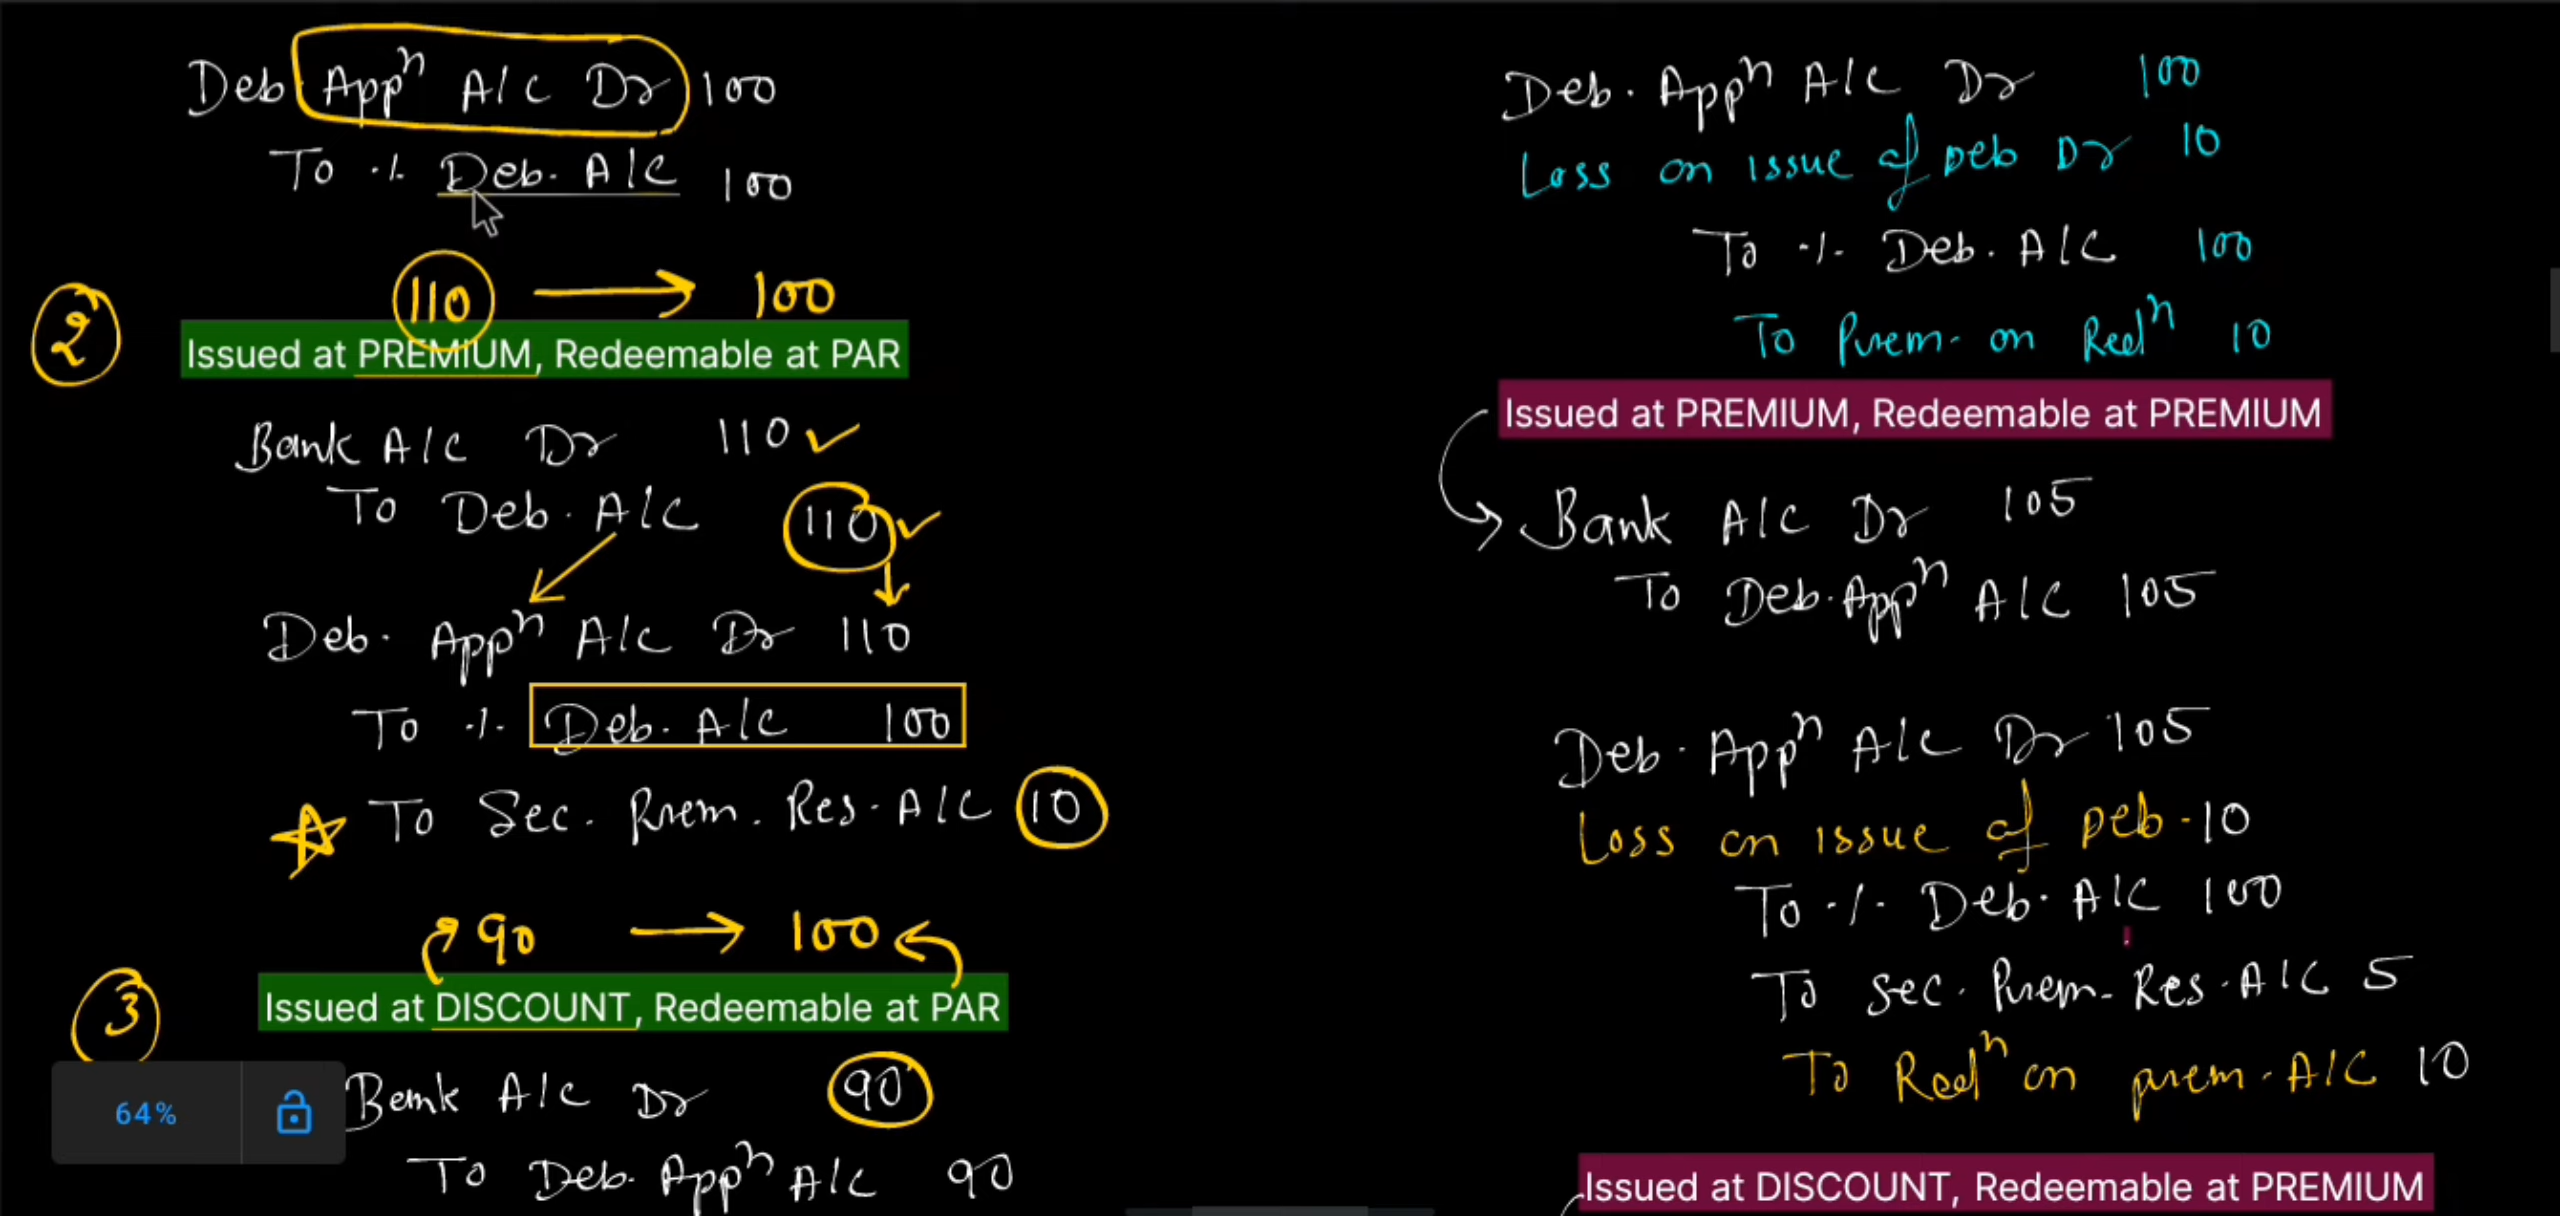 Deb Appⁿ A/c Dr 100
To ·/. Deb. A/c 100
2
110 → 100
Issued at PREMIUM, Redeemable at PAR
Bank A/c Dr 110 ✓
To Deb. A/c 110 ✓
Deb. Appⁿ A/c Dr 110
To ·/. Deb. A/c 100
☆ To Sec. Prem. Res. A/c 10
90 → 100
3
Issued at DISCOUNT, Redeemable at PAR
64%
Bank A/c Dr 90
To Deb. Appⁿ A/c 90
Deb. Appⁿ A/c Dr 100
Loss on issue of Deb Dr 10
To ·/. Deb. A/c 100
To Prem. on Redⁿ 10
Issued at PREMIUM, Redeemable at PREMIUM
Bank A/c Dr 105
To Deb. Appⁿ A/c 105
Deb. Appⁿ A/c Dr 105
Loss on issue of Deb. 10
To ·/. Deb. A/c 100
To Sec. Prem. Res. A/c 5
To Redⁿ on prem. A/c 10
Issued at DISCOUNT, Redeemable at PREMIUM